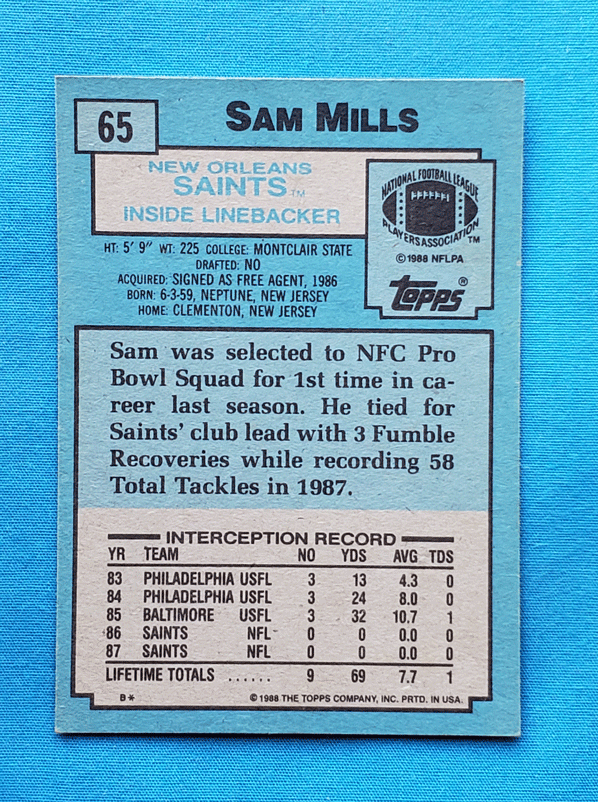 65
SAM MILLS
NEW ORLEANS
SAINTS™
INSIDE LINEBACKER
NATIONAL FOOTBALL LEAGUE
PLAYERS ASSOCIATION™
©1988 NFLPA
TOPPS®
HT: 5' 9" WT: 225 COLLEGE: MONTCLAIR STATE
DRAFTED: NO
ACQUIRED: SIGNED AS FREE AGENT, 1986
BORN: 6-3-59, NEPTUNE, NEW JERSEY
HOME: CLEMENTON, NEW JERSEY
Sam was selected to NFC Pro
Bowl Squad for 1st time in ca-
reer last season. He tied for
Saints' club lead with 3 Fumble
Recoveries while recording 58
Total Tackles in 1987.
INTERCEPTION RECORD
YR TEAM NO YDS AVG TDS
83 PHILADELPHIA USFL 3 13 4.3 0
84 PHILADELPHIA USFL 3 24 8.0 0
85 BALTIMORE USFL 3 32 10.7 1
86 SAINTS NFL 0 0 0.0 0
87 SAINTS NFL 0 0 0.0 0
LIFETIME TOTALS ...... 9 69 7.7 1
B* ©1988 THE TOPPS COMPANY, INC. PRTD. IN USA.